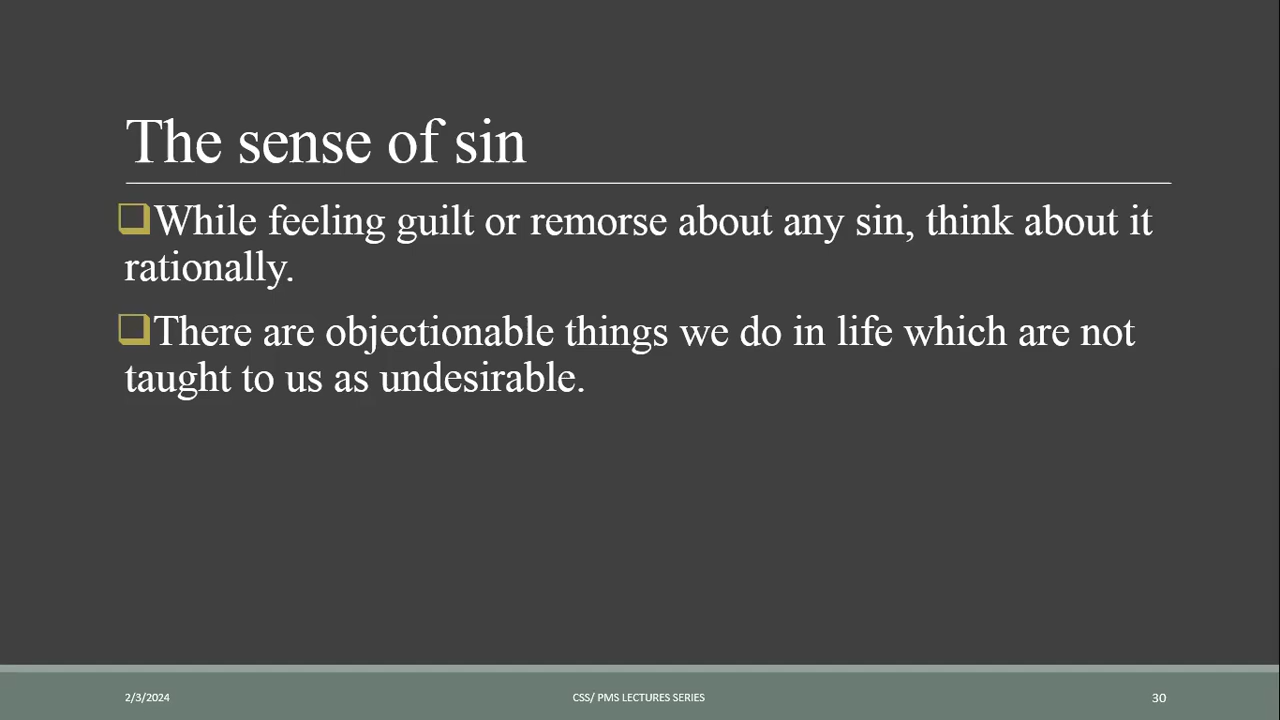 The sense of sin
While feeling guilt or remorse about any sin, think about it
rationally.
There are objectionable things we do in life which are not
taught to us as undesirable.
2/3/2024
CSS/ PMS LECTURES SERIES
30